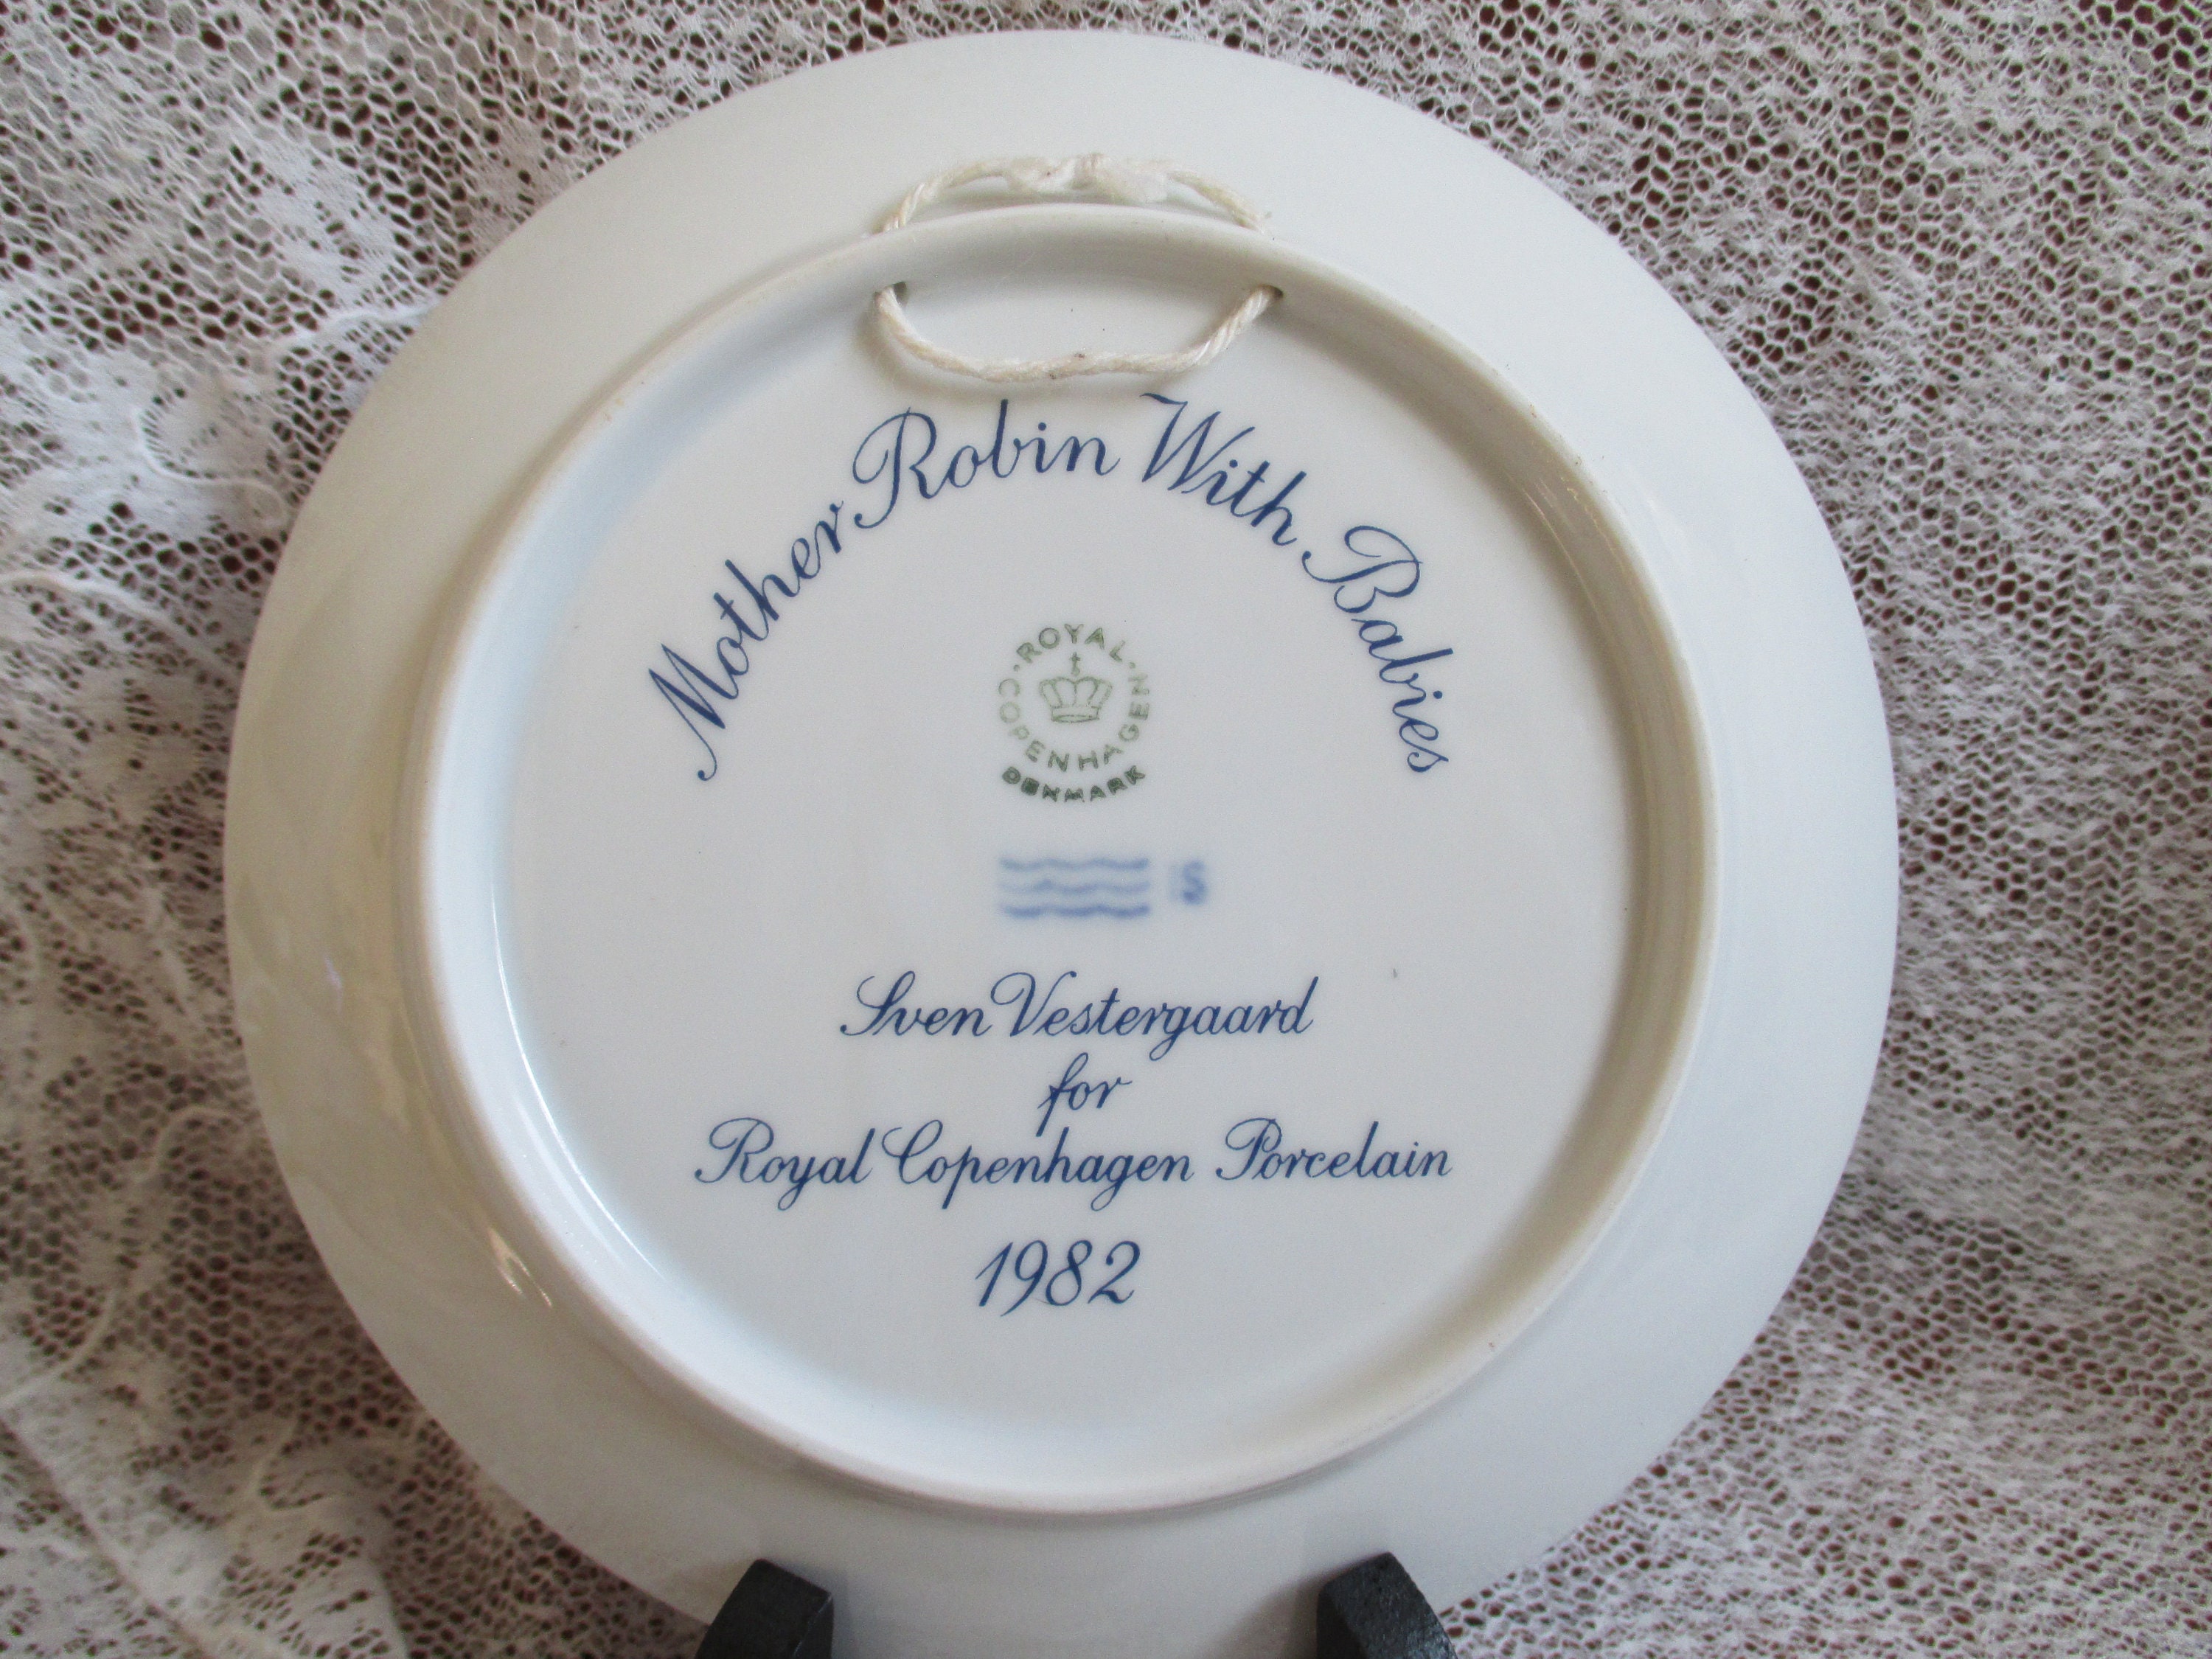 Mother Robin With Babies
ROYAL
COPENHAGEN
DENMARK
S
Sven Vestergaard
for
Royal Copenhagen Porcelain
1982